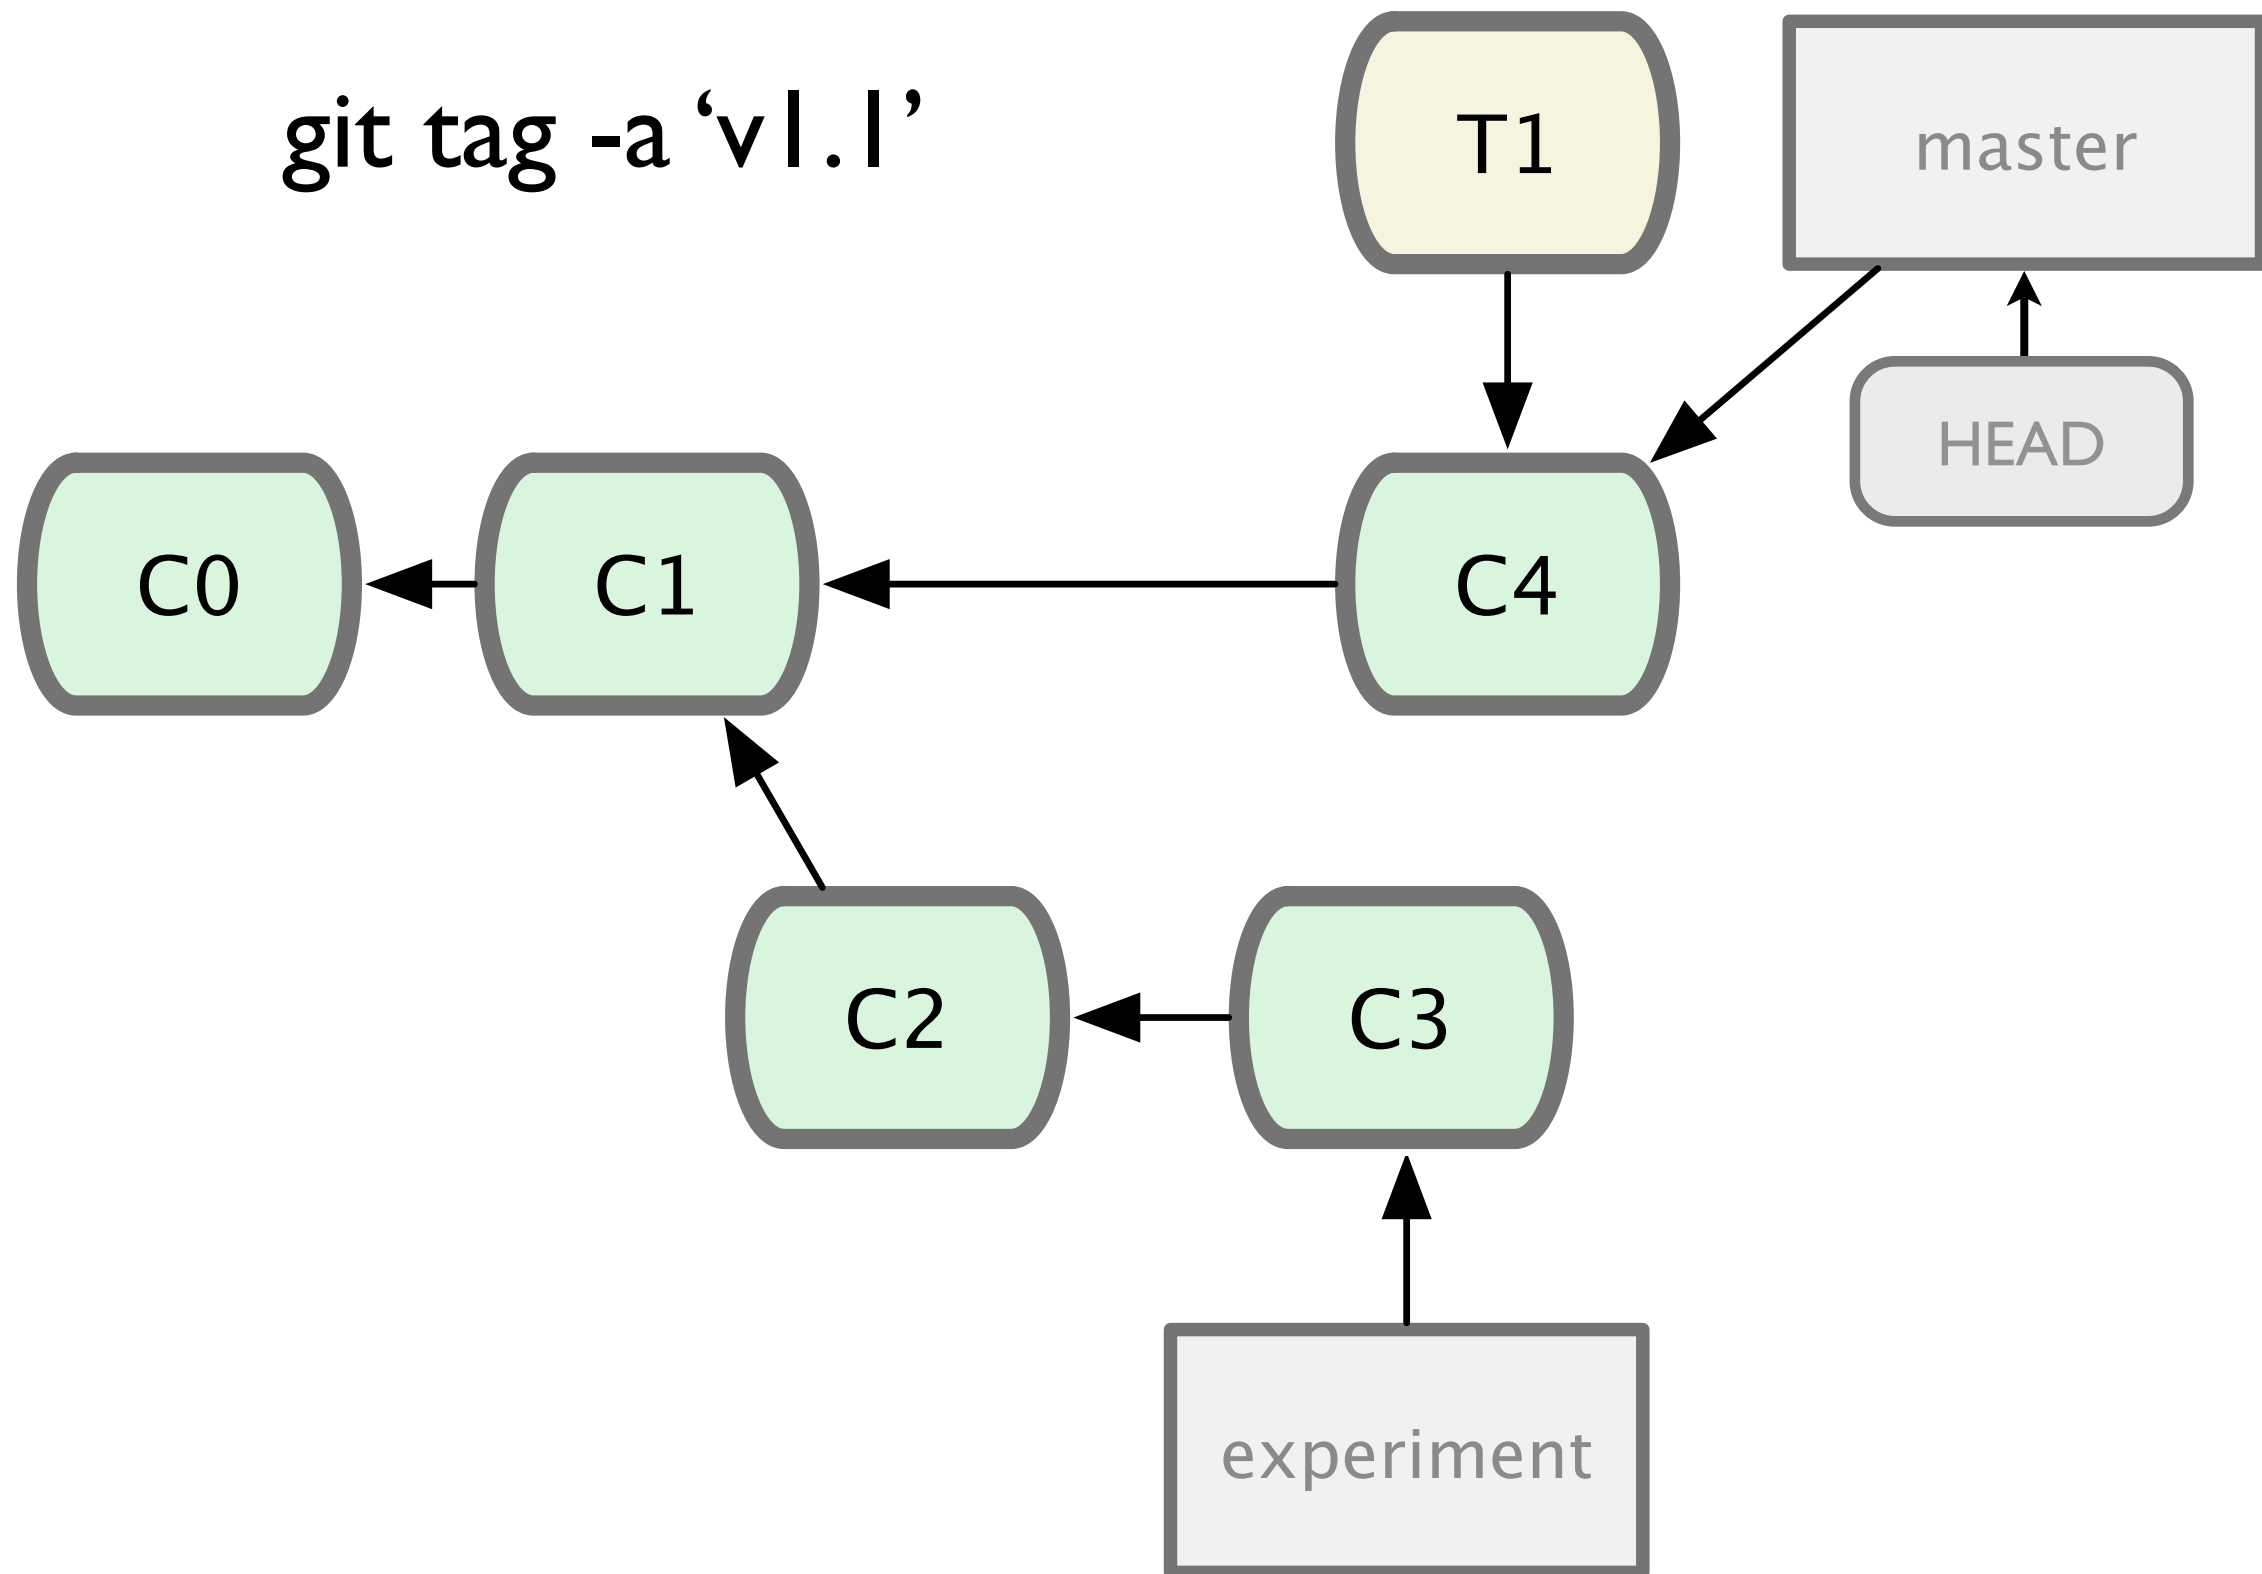 git tag -a ‘v1.1’
T1
master
HEAD
C0
C1
C4
C2
C3
experiment